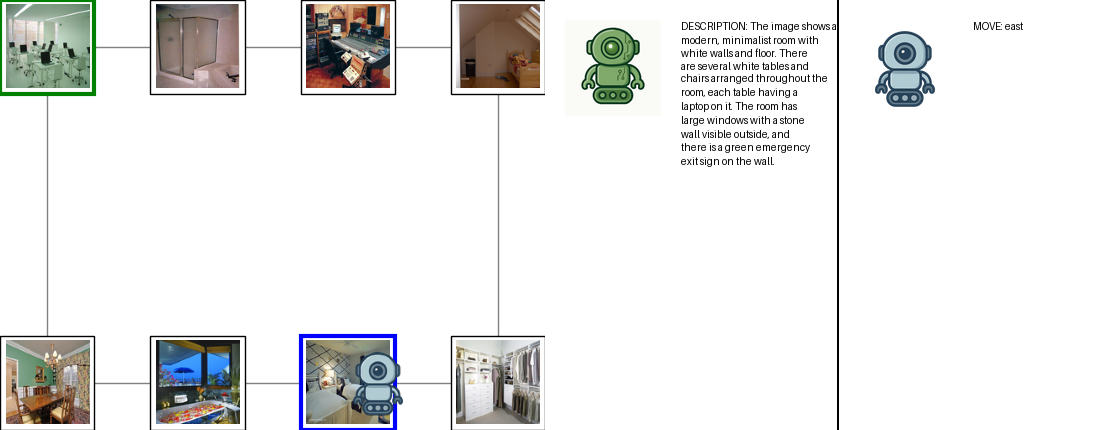 DESCRIPTION: The image shows a
modern, minimalist room with
white walls and floor. There
are several white tables and
chairs arranged throughout the
room, each table having a
laptop on it. The room has
large windows with a stone
wall visible outside, and
there is a green emergency
exit sign on the wall.
MOVE: east